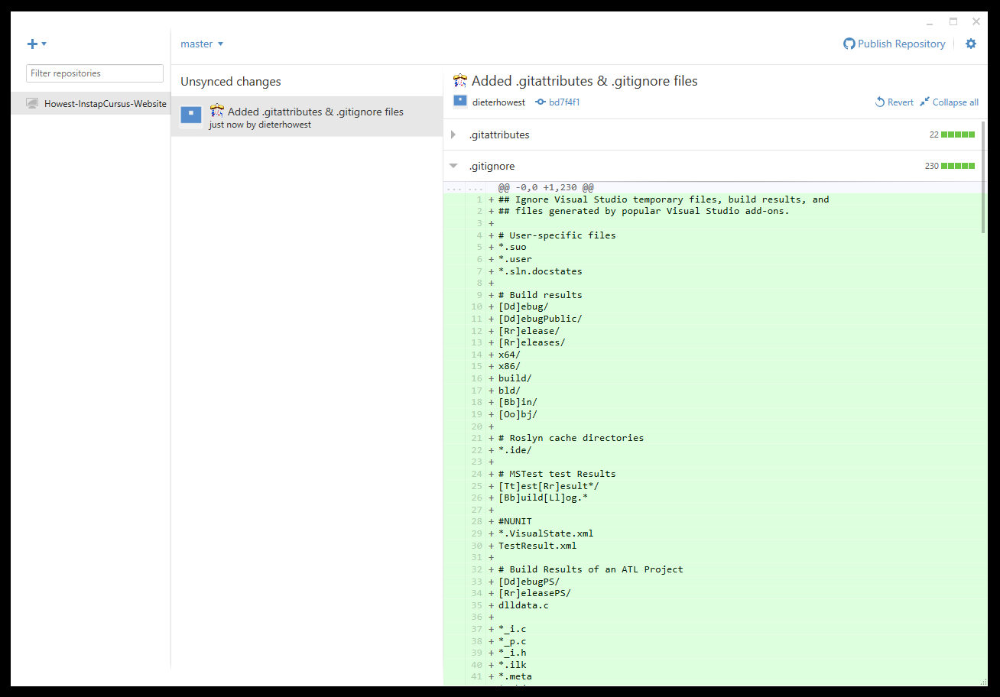 master
Publish Repository
Filter repositories
Howest-InstapCursus-Website
Unsynced changes
Added .gitattributes & .gitignore files
just now by dieterhowest
Added .gitattributes & .gitignore files
dieterhowest
bd7f4f1
Revert
Collapse all
.gitattributes
22
.gitignore
230
... ... @@ -0,0 +1,230 @@
1 + ## Ignore Visual Studio temporary files, build results, and
2 + ## files generated by popular Visual Studio add-ons.
3 +
4 + # User-specific files
5 + *.suo
6 + *.user
7 + *.sln.docstates
8 +
9 + # Build results
10 + [Dd]ebug/
11 + [Dd]ebugPublic/
12 + [Rr]elease/
13 + [Rr]eleases/
14 + x64/
15 + x86/
16 + build/
17 + bld/
18 + [Bb]in/
19 + [Oo]bj/
20 +
21 + # Roslyn cache directories
22 + *.ide/
23 +
24 + # MSTest test Results
25 + [Tt]est[Rr]esult*/
26 + [Bb]uild[Ll]og.*
27 +
28 + #NUNIT
29 + *.VisualState.xml
30 + TestResult.xml
31 +
32 + # Build Results of an ATL Project
33 + [Dd]ebugPS/
34 + [Rr]eleasePS/
35 + dlldata.c
36 +
37 + *_i.c
38 + *_p.c
39 + *_i.h
40 + *.ilk
41 + *.meta